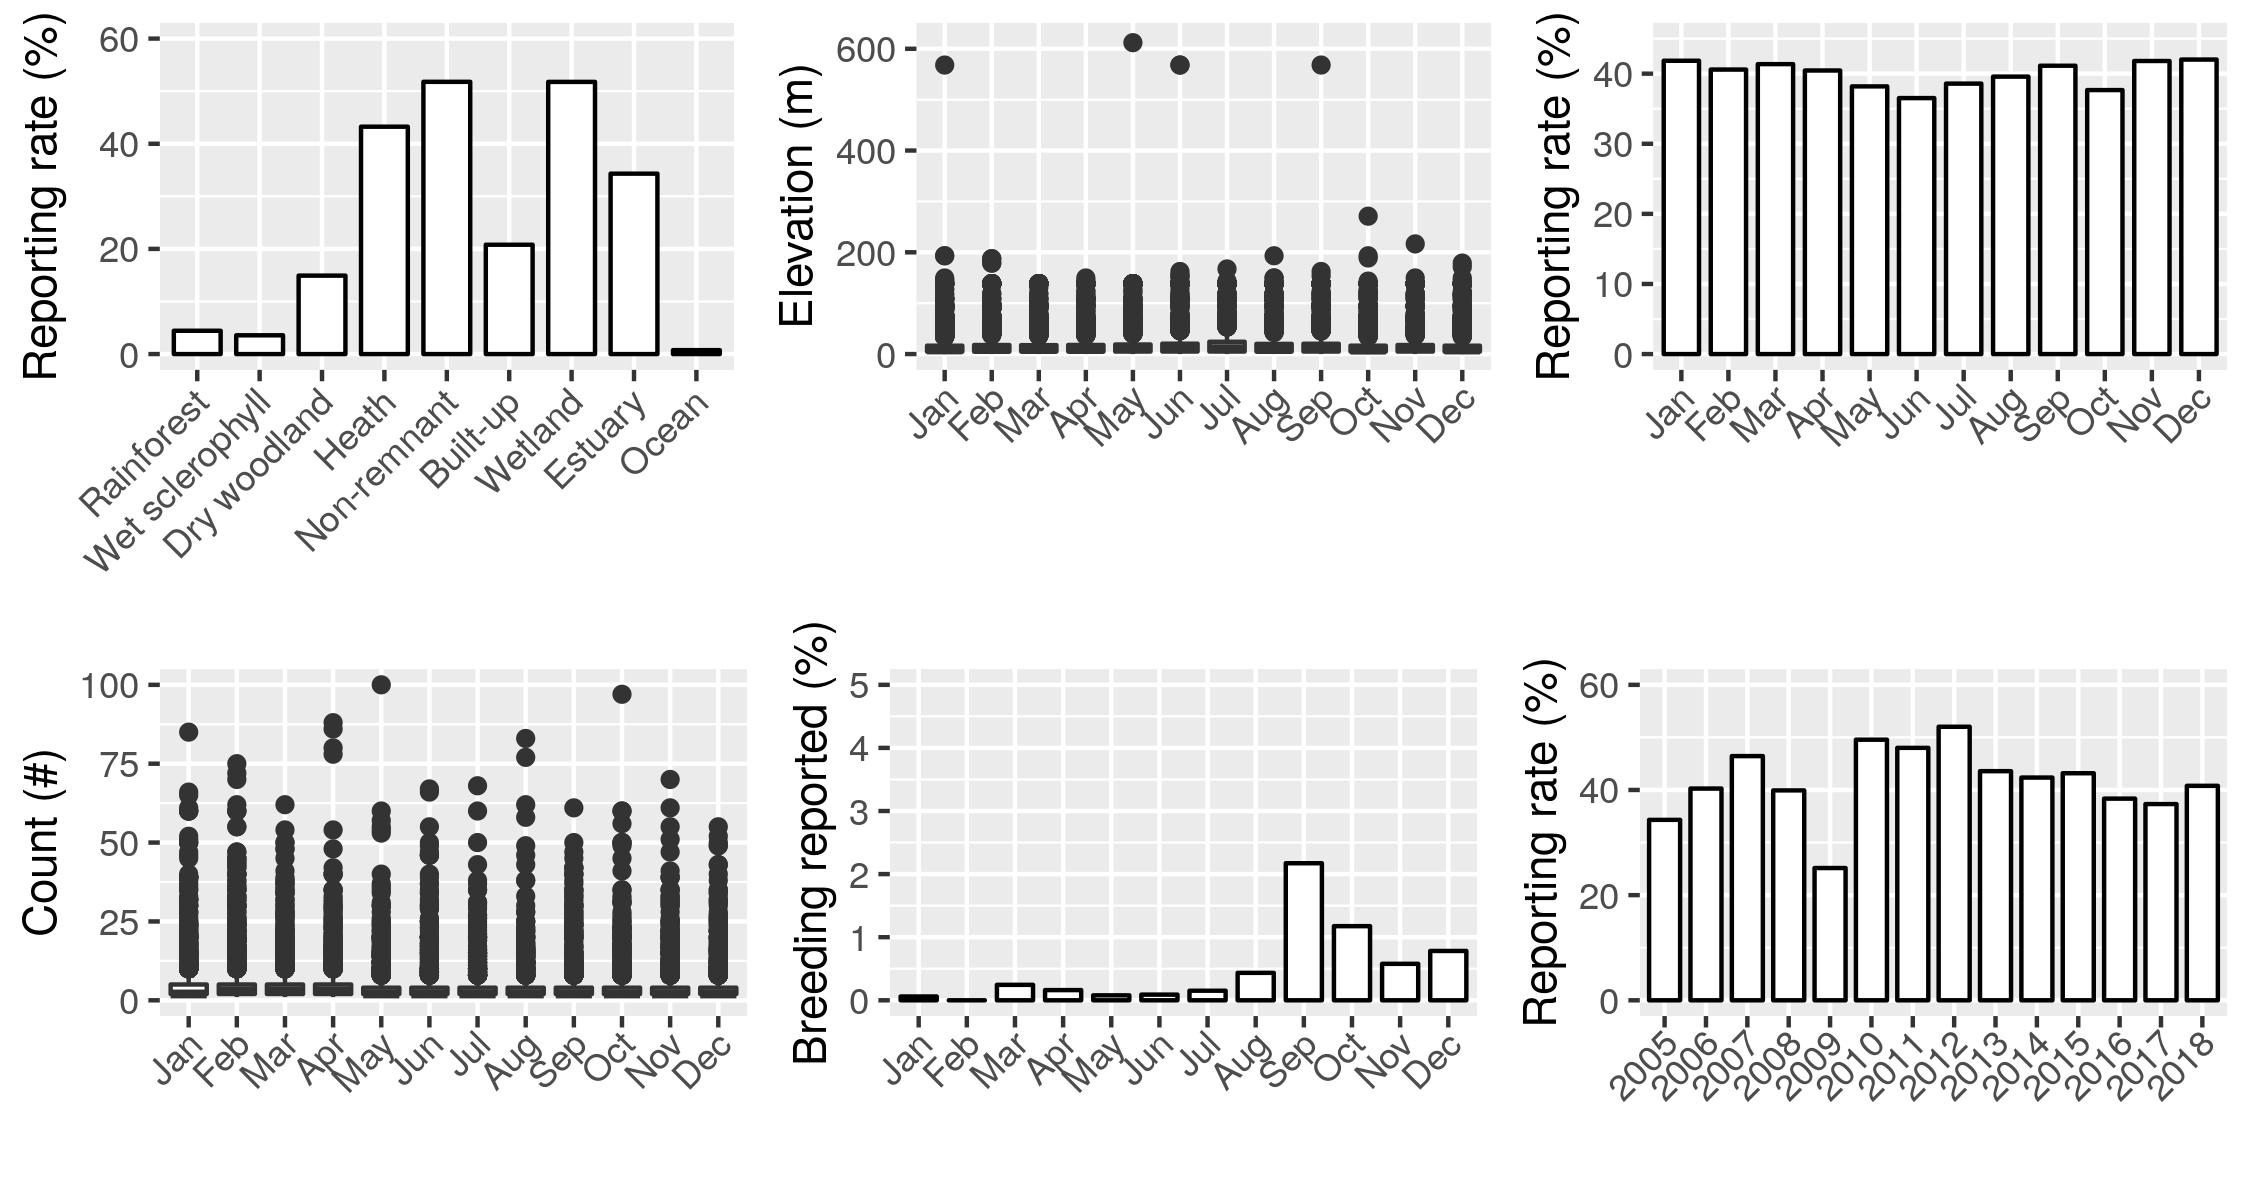 Reporting rate (%)
60
40
20
0
Rainforest
Wet sclerophyll
Dry woodland
Heath
Non-remnant
Built-up
Wetland
Estuary
Ocean
Elevation (m)
600
400
200
0
Jan
Feb
Mar
Apr
May
Jun
Jul
Aug
Sep
Oct
Nov
Dec
Reporting rate (%)
40
30
20
10
0
Jan
Feb
Mar
Apr
May
Jun
Jul
Aug
Sep
Oct
Nov
Dec
Count (#)
100
75
50
25
0
Jan
Feb
Mar
Apr
May
Jun
Jul
Aug
Sep
Oct
Nov
Dec
Breeding reported (%)
5
4
3
2
1
0
Jan
Feb
Mar
Apr
May
Jun
Jul
Aug
Sep
Oct
Nov
Dec
Reporting rate (%)
60
40
20
0
2005
2006
2007
2008
2009
2010
2011
2012
2013
2014
2015
2016
2017
2018